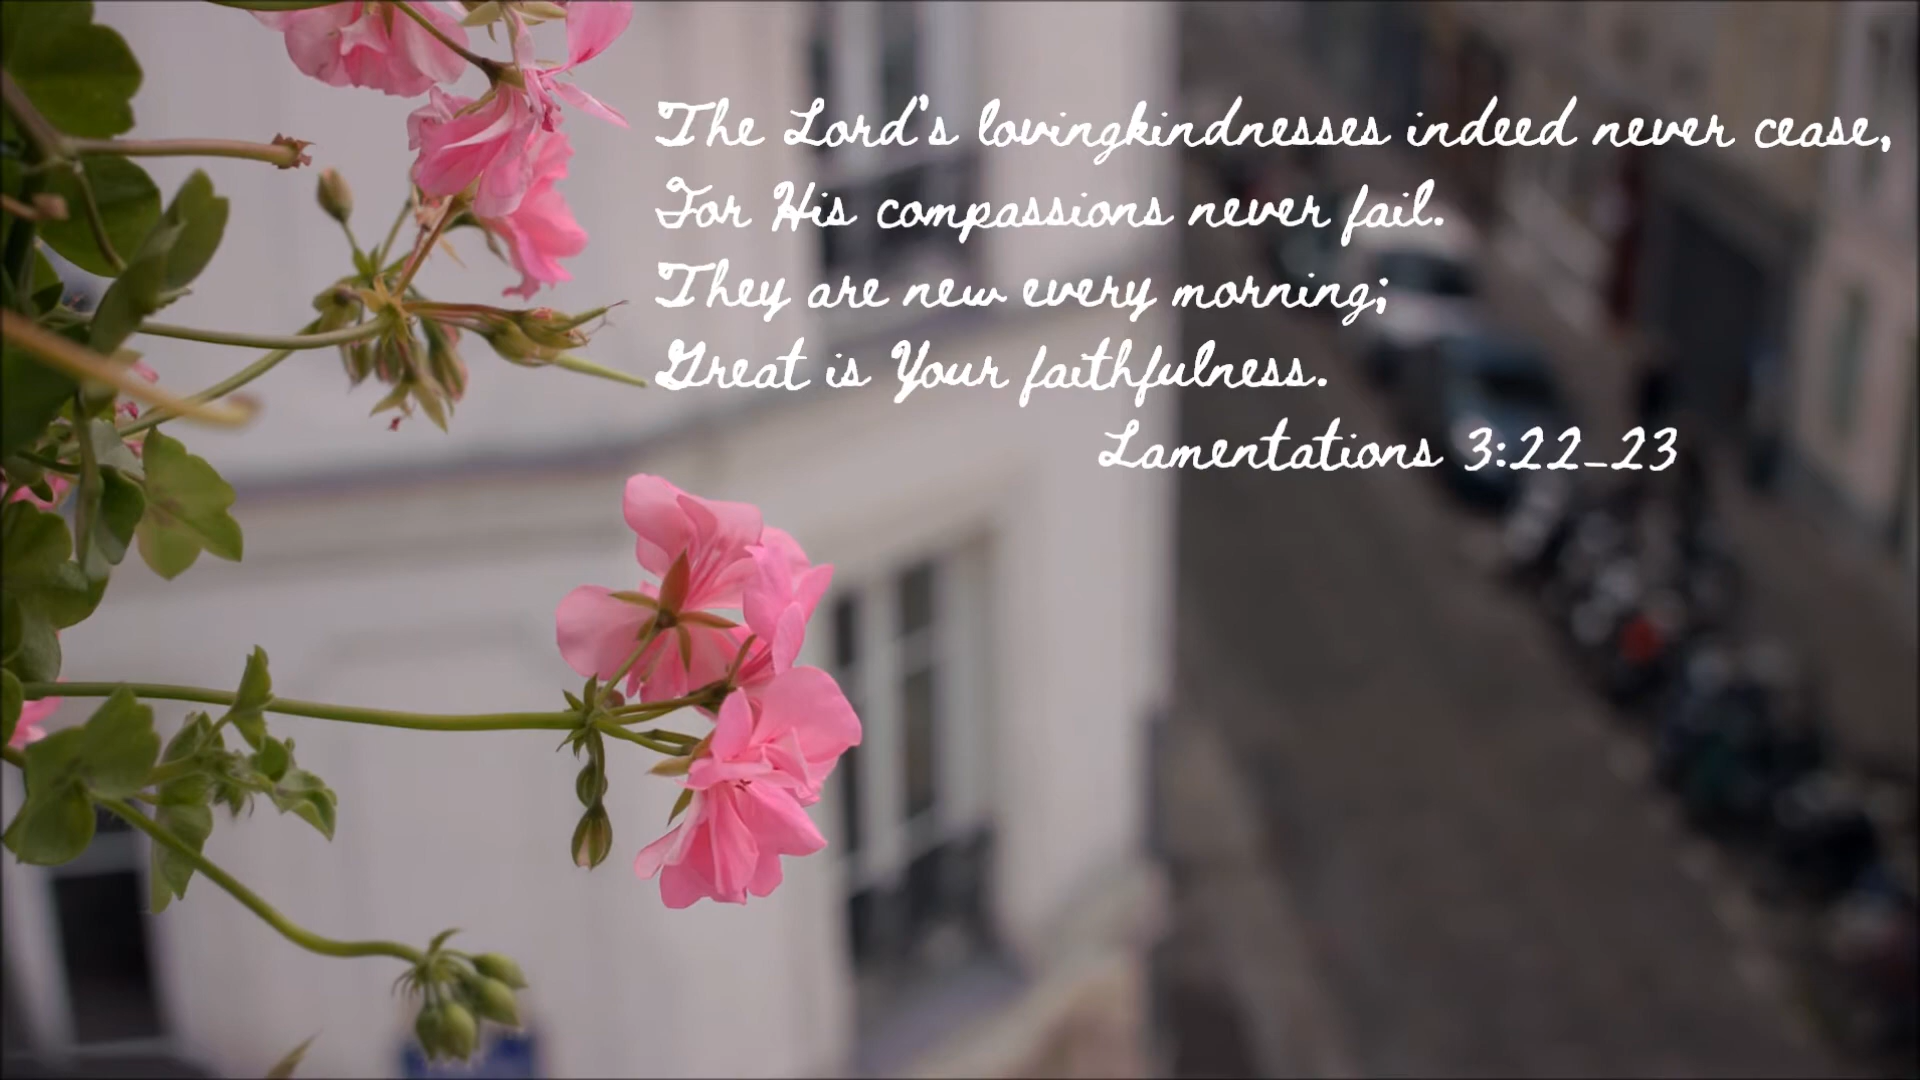 The Lord's lovingkindnesses indeed never cease,
For His compassions never fail.
They are new every morning;
Great is Your faithfulness.
Lamentations 3:22-23